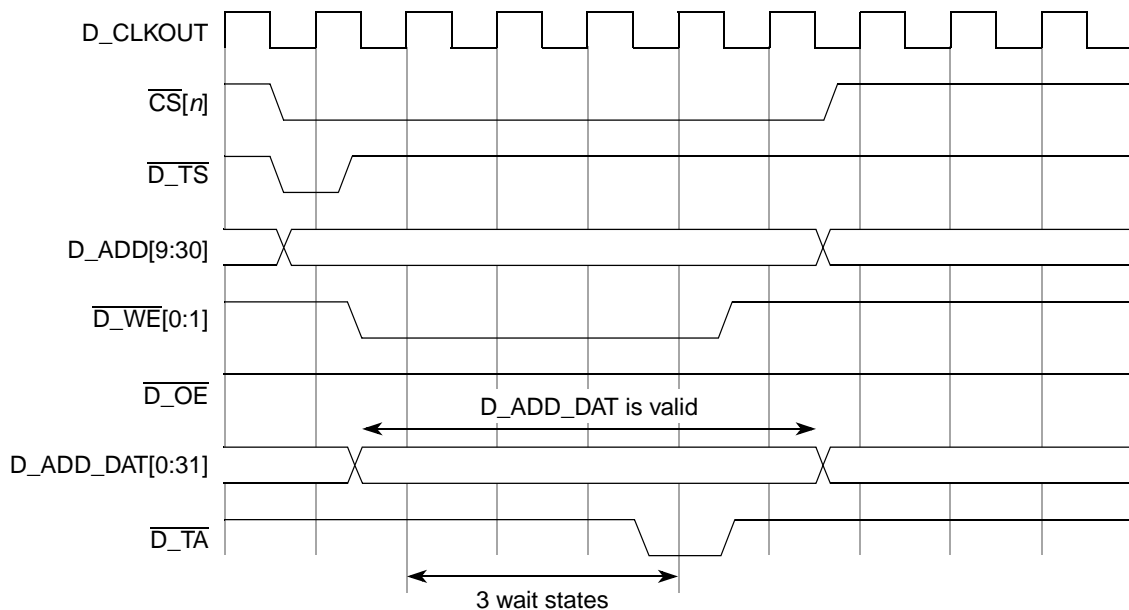 D_CLKOUT
CS[n]
D_TS
D_ADD[9:30]
D_WE[0:1]
D_OE
D_ADD_DAT is valid
D_ADD_DAT[0:31]
D_TA
3 wait states